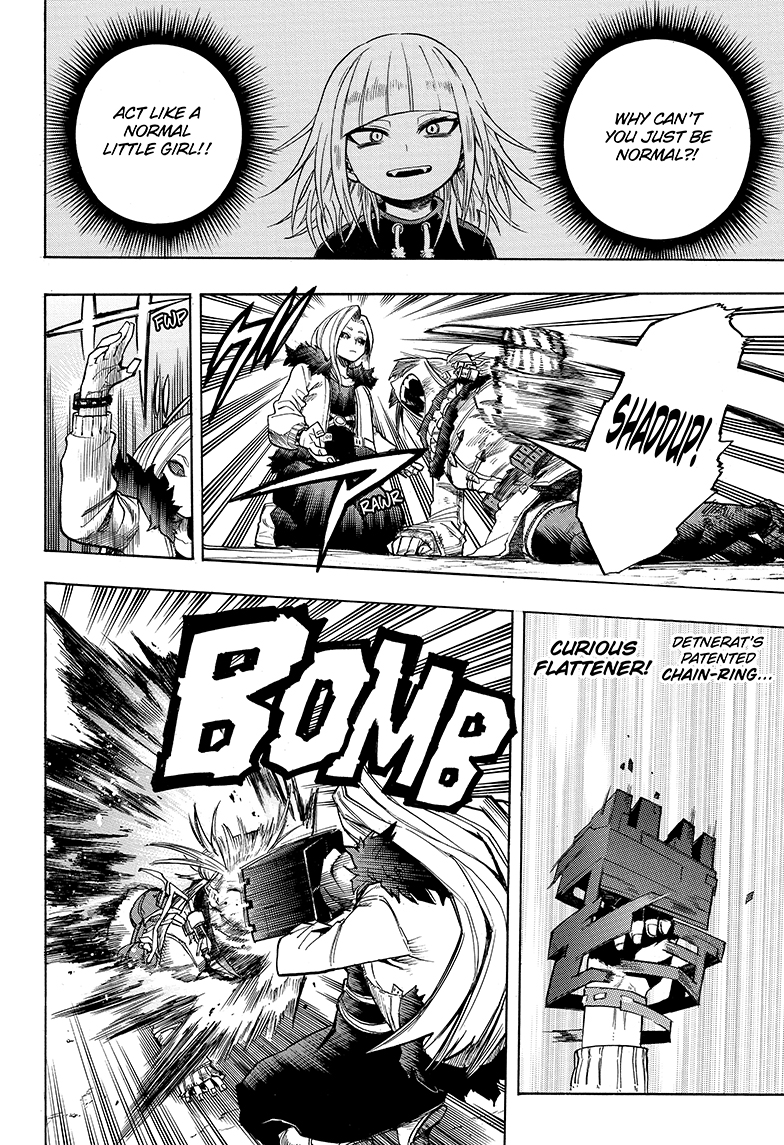 WHY CAN'T
YOU JUST BE
NORMAL?!
ACT LIKE A
NORMAL
LITTLE GIRL!!
SHADDUP!
RAWR
FWP
DETNERAT'S
PATENTED
CHAIN-RING...
CURIOUS
FLATTENER!
BOMB